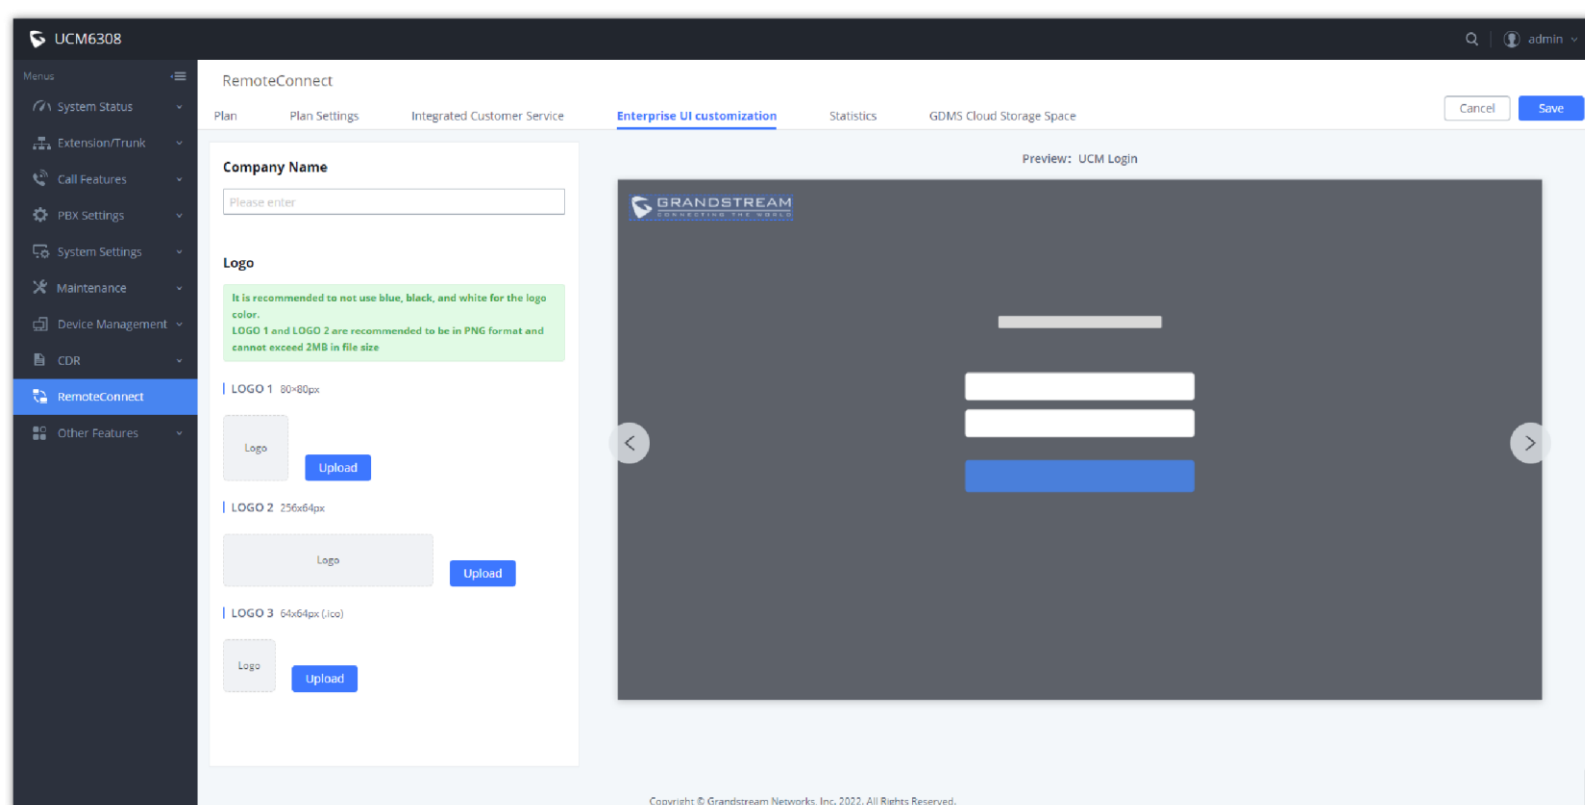 UCM6308
admin
Menus
System Status
Extension/Trunk
Call Features
PBX Settings
System Settings
Maintenance
Device Management
CDR
RemoteConnect
Other Features
RemoteConnect
Plan
Plan Settings
Integrated Customer Service
Enterprise UI customization
Statistics
GDMS Cloud Storage Space
Cancel
Save
Company Name
Please enter
Logo
It is recommended to not use blue, black, and white for the logo
color.
LOGO 1 and LOGO 2 are recommended to be in PNG format and
cannot exceed 2MB in file size
LOGO 1 80×80px
Logo
Upload
LOGO 2 256x64px
Logo
Upload
LOGO 3 64x64px (.ico)
Logo
Upload
Preview: UCM Login
GRANDSTREAM
CONNECTING THE WORLD
Copyright © Grandstream Networks, Inc. 2022. All Rights Reserved.